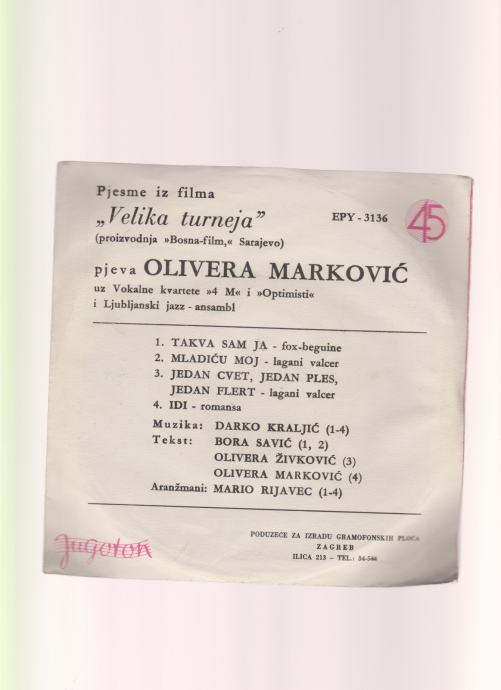 Pjesme iz filma
„Velika turneja”
EPY - 3136
45
(proizvodnja »Bosna-film,« Sarajevo)
pjeva OLIVERA MARKOVIĆ
uz Vokalne kvartete »4 M« i »Optimisti«
i Ljubljanski jazz - ansambl
1. TAKVA SAM JA - fox-beguine
2. MLADIĆU MOJ - lagani valcer
3. JEDAN CVET, JEDAN PLES,
JEDAN FLERT - lagani valcer
4. IDI - romansa
Muzika: DARKO KRALJIĆ (1-4)
Tekst: BORA SAVIĆ (1, 2)
OLIVERA ŽIVKOVIĆ (3)
OLIVERA MARKOVIĆ (4)
Aranžmani: MARIO RIJAVEC (1-4)
Jugoton
PODUZEĆE ZA IZRADU GRAMOFONSKIH PLOČA
ZAGREB
ILICA 213 – TEL.: 34-546